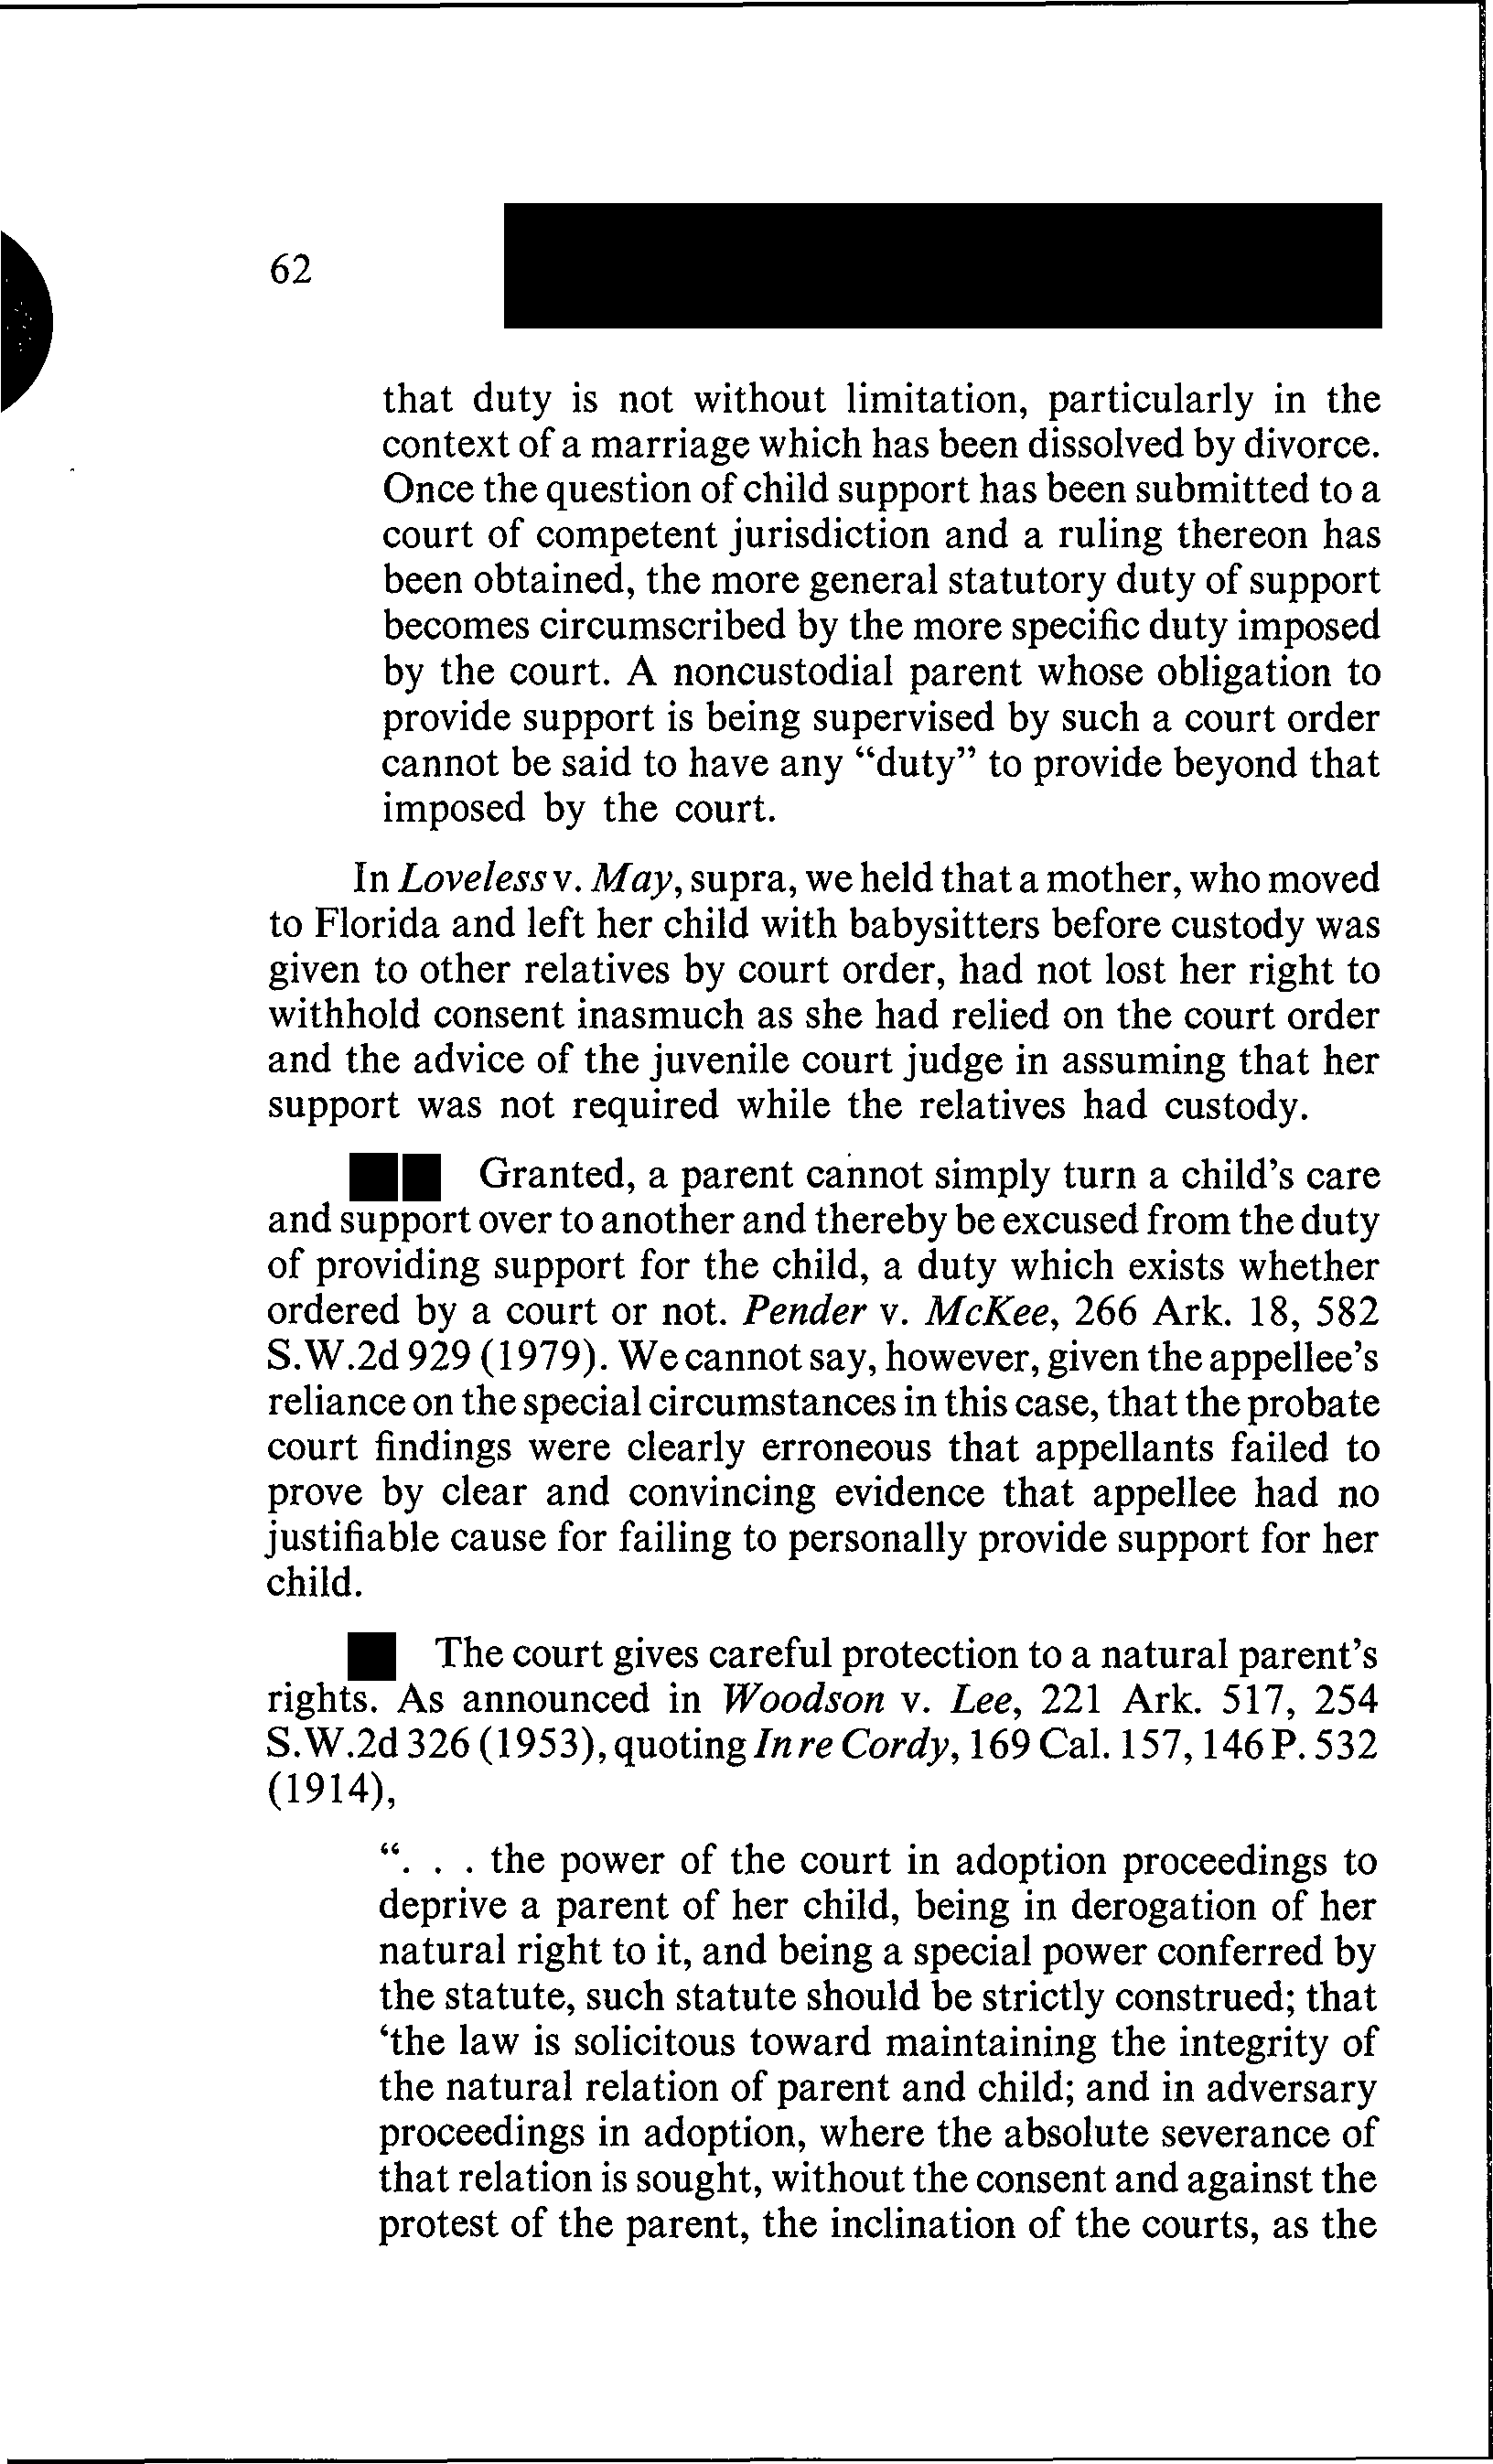 62
that duty is not without limitation, particularly in the
context of a marriage which has been dissolved by divorce.
Once the question of child support has been submitted to a
court of competent jurisdiction and a ruling thereon has
been obtained, the more general statutory duty of support
becomes circumscribed by the more specific duty imposed
by the court. A noncustodial parent whose obligation to
provide support is being supervised by such a court order
cannot be said to have any “duty” to provide beyond that
imposed by the court.
In Loveless v. May, supra, we held that a mother, who moved
to Florida and left her child with babysitters before custody was
given to other relatives by court order, had not lost her right to
withhold consent inasmuch as she had relied on the court order
and the advice of the juvenile court judge in assuming that her
support was not required while the relatives had custody.
Granted, a parent cannot simply turn a child’s care
and support over to another and thereby be excused from the duty
of providing support for the child, a duty which exists whether
ordered by a court or not. Pender v. McKee, 266 Ark. 18, 582
S.W.2d 929 (1979). We cannot say, however, given the appellee’s
reliance on the special circumstances in this case, that the probate
court findings were clearly erroneous that appellants failed to
prove by clear and convincing evidence that appellee had no
justifiable cause for failing to personally provide support for her
child.
The court gives careful protection to a natural parent’s
rights. As announced in Woodson v. Lee, 221 Ark. 517, 254
S.W.2d 326 (1953), quoting In re Cordy, 169 Cal. 157, 146 P. 532
(1914),
“. . . the power of the court in adoption proceedings to
deprive a parent of her child, being in derogation of her
natural right to it, and being a special power conferred by
the statute, such statute should be strictly construed; that
‘the law is solicitous toward maintaining the integrity of
the natural relation of parent and child; and in adversary
proceedings in adoption, where the absolute severance of
that relation is sought, without the consent and against the
protest of the parent, the inclination of the courts, as the